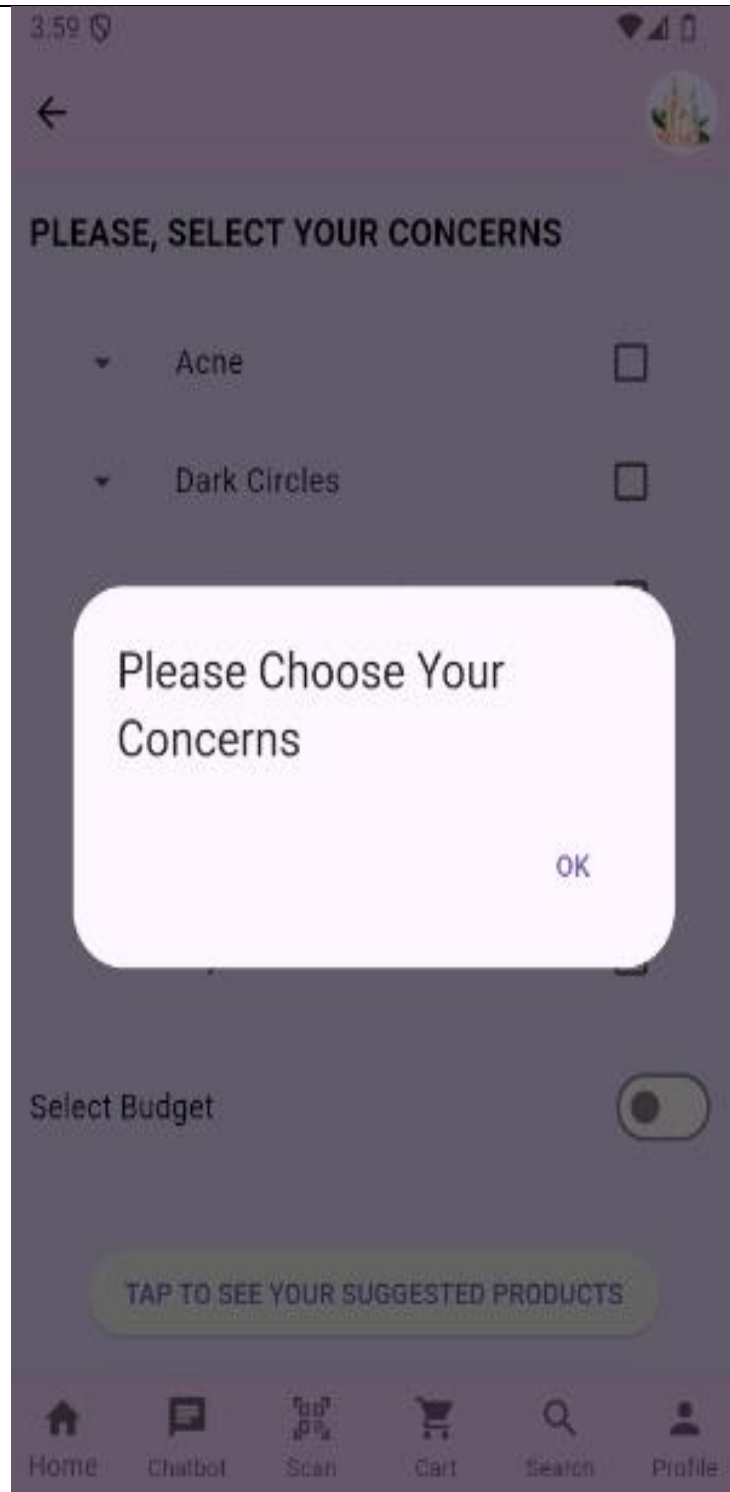 3:59
PLEASE, SELECT YOUR CONCERNS
Acne
Dark Circles
Please Choose Your
Concerns
OK
Select Budget
TAP TO SEE YOUR SUGGESTED PRODUCTS
Home Chatbot Scan Cart Search Profile